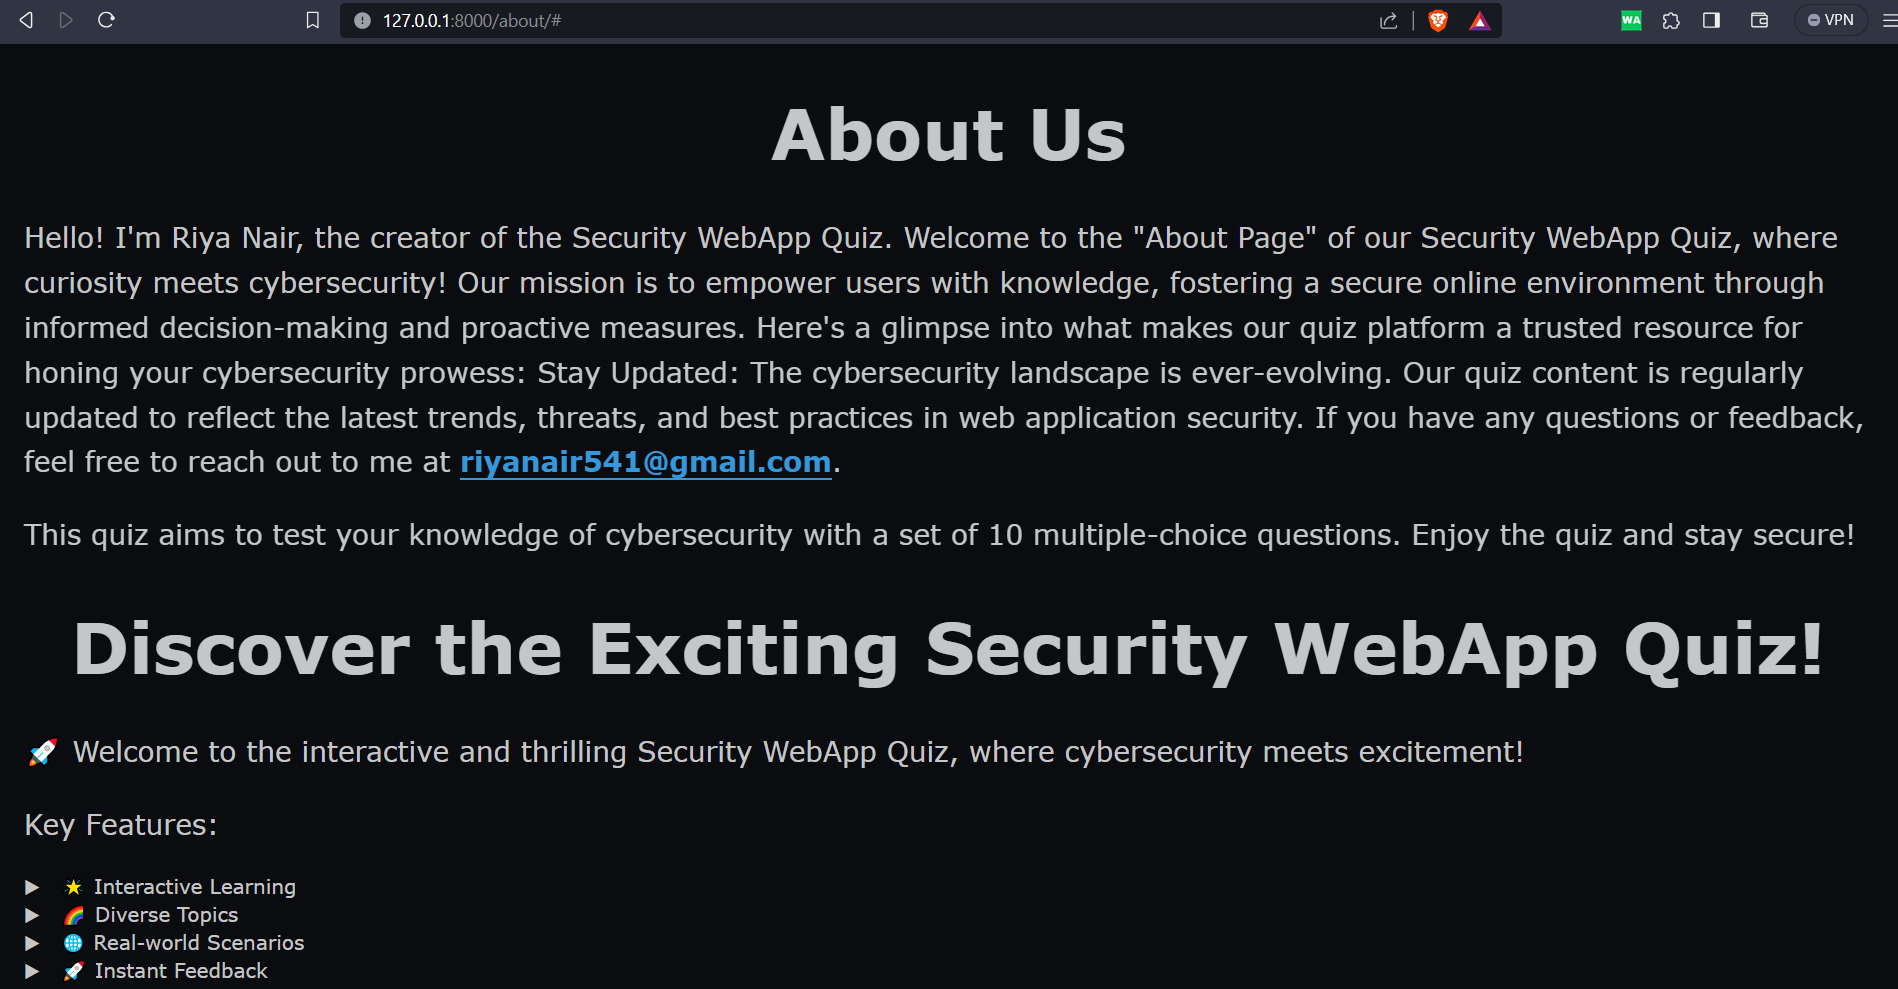 127.0.0.1:8000/about/#
WA
VPN
About Us
Hello! I'm Riya Nair, the creator of the Security WebApp Quiz. Welcome to the "About Page" of our Security WebApp Quiz, where
curiosity meets cybersecurity! Our mission is to empower users with knowledge, fostering a secure online environment through
informed decision-making and proactive measures. Here's a glimpse into what makes our quiz platform a trusted resource for
honing your cybersecurity prowess: Stay Updated: The cybersecurity landscape is ever-evolving. Our quiz content is regularly
updated to reflect the latest trends, threats, and best practices in web application security. If you have any questions or feedback,
feel free to reach out to me at riyanair541@gmail.com.
This quiz aims to test your knowledge of cybersecurity with a set of 10 multiple-choice questions. Enjoy the quiz and stay secure!
Discover the Exciting Security WebApp Quiz!
🚀 Welcome to the interactive and thrilling Security WebApp Quiz, where cybersecurity meets excitement!
Key Features:
▶ 🌟 Interactive Learning
▶ 🌈 Diverse Topics
▶ 🌐 Real-world Scenarios
▶ 🚀 Instant Feedback